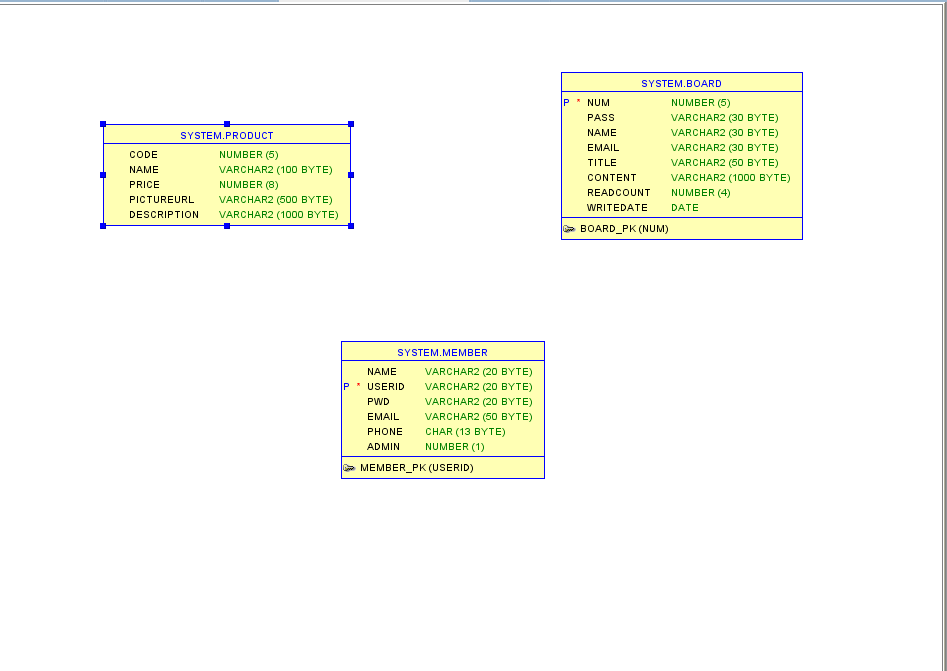 SYSTEM.PRODUCT
CODE NUMBER (5)
NAME VARCHAR2 (100 BYTE)
PRICE NUMBER (8)
PICTUREURL VARCHAR2 (500 BYTE)
DESCRIPTION VARCHAR2 (1000 BYTE)
SYSTEM.BOARD
P * NUM NUMBER (5)
PASS VARCHAR2 (30 BYTE)
NAME VARCHAR2 (30 BYTE)
EMAIL VARCHAR2 (30 BYTE)
TITLE VARCHAR2 (50 BYTE)
CONTENT VARCHAR2 (1000 BYTE)
READCOUNT NUMBER (4)
WRITEDATE DATE
BOARD_PK (NUM)
SYSTEM.MEMBER
NAME VARCHAR2 (20 BYTE)
P * USERID VARCHAR2 (20 BYTE)
PWD VARCHAR2 (20 BYTE)
EMAIL VARCHAR2 (50 BYTE)
PHONE CHAR (13 BYTE)
ADMIN NUMBER (1)
MEMBER_PK (USERID)